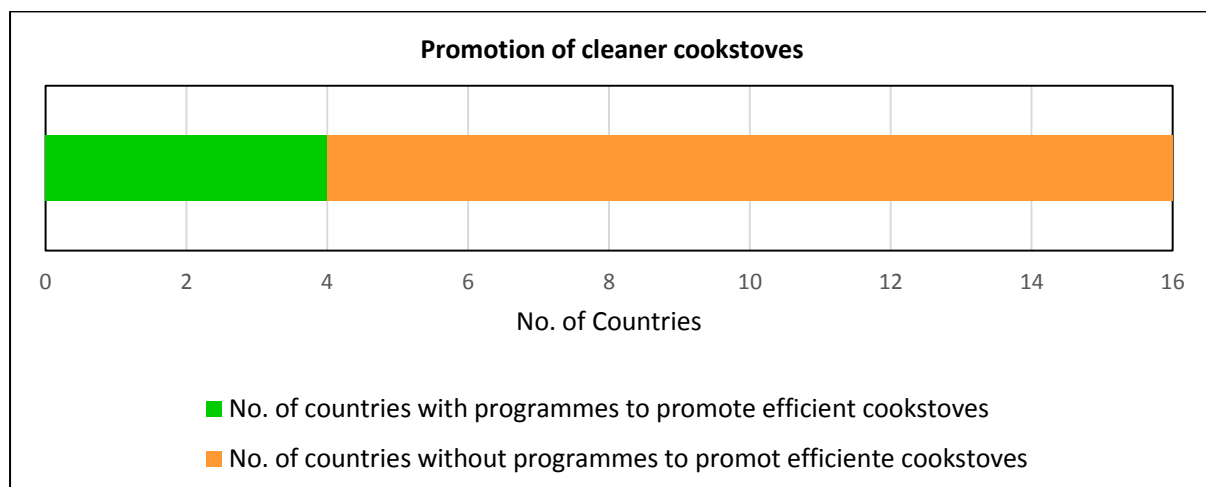 Promotion of cleaner cookstoves
0 2 4 6 8 10 12 14 16
No. of Countries
No. of countries with programmes to promote efficient cookstoves
No. of countries without programmes to promot efficiente cookstoves